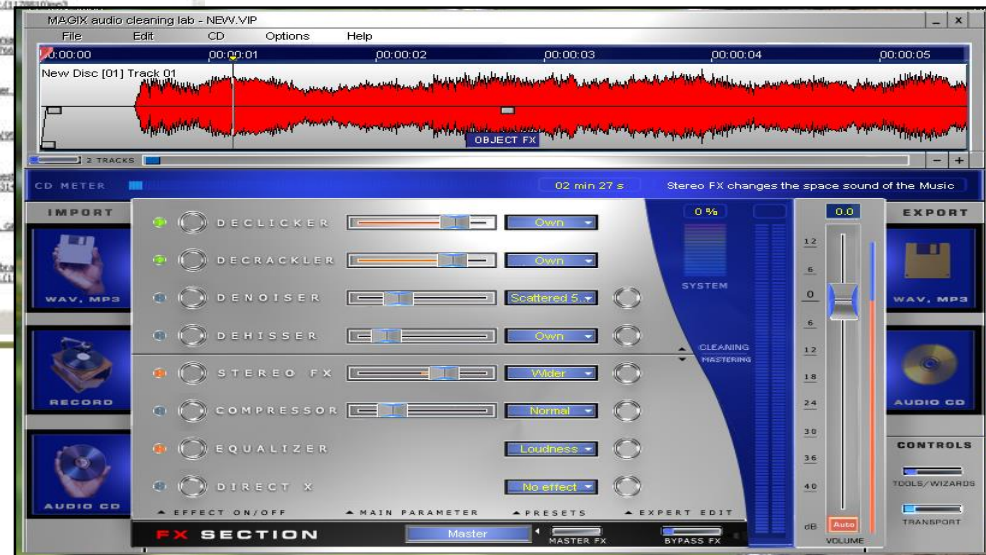 MAGIX audio cleaning lab - NEW.VIP
File Edit CD Options Help
0:00:00 00:00:01 00:00:02 00:00:03 00:00:04 00:00:05
New Disc [01] Track 01
OBJECT FX
2 TRACKS
CD METER 02 min 27 s Stereo FX changes the space sound of the Music
IMPORT
WAV, MP3
RECORD
AUDIO CD
DECLICKER Own
DECRACKLER Own
DENOISER Scattered S
DEHISSER Own
STEREO FX Wider
COMPRESSOR Normal
EQUALIZER Loudness
DIRECT X No effect
EFFECT ON/OFF MAIN PARAMETER PRESETS EXPERT EDIT
FX SECTION Master MASTER FX BYPASS FX
0 %
SYSTEM
CLEANING
MASTERING
0.0
12
6
0
6
12
18
24
30
36
40
dB Auto
VOLUME
EXPORT
WAV, MP3
AUDIO CD
CONTROLS
TOOLS/WIZARDS
TRANSPORT